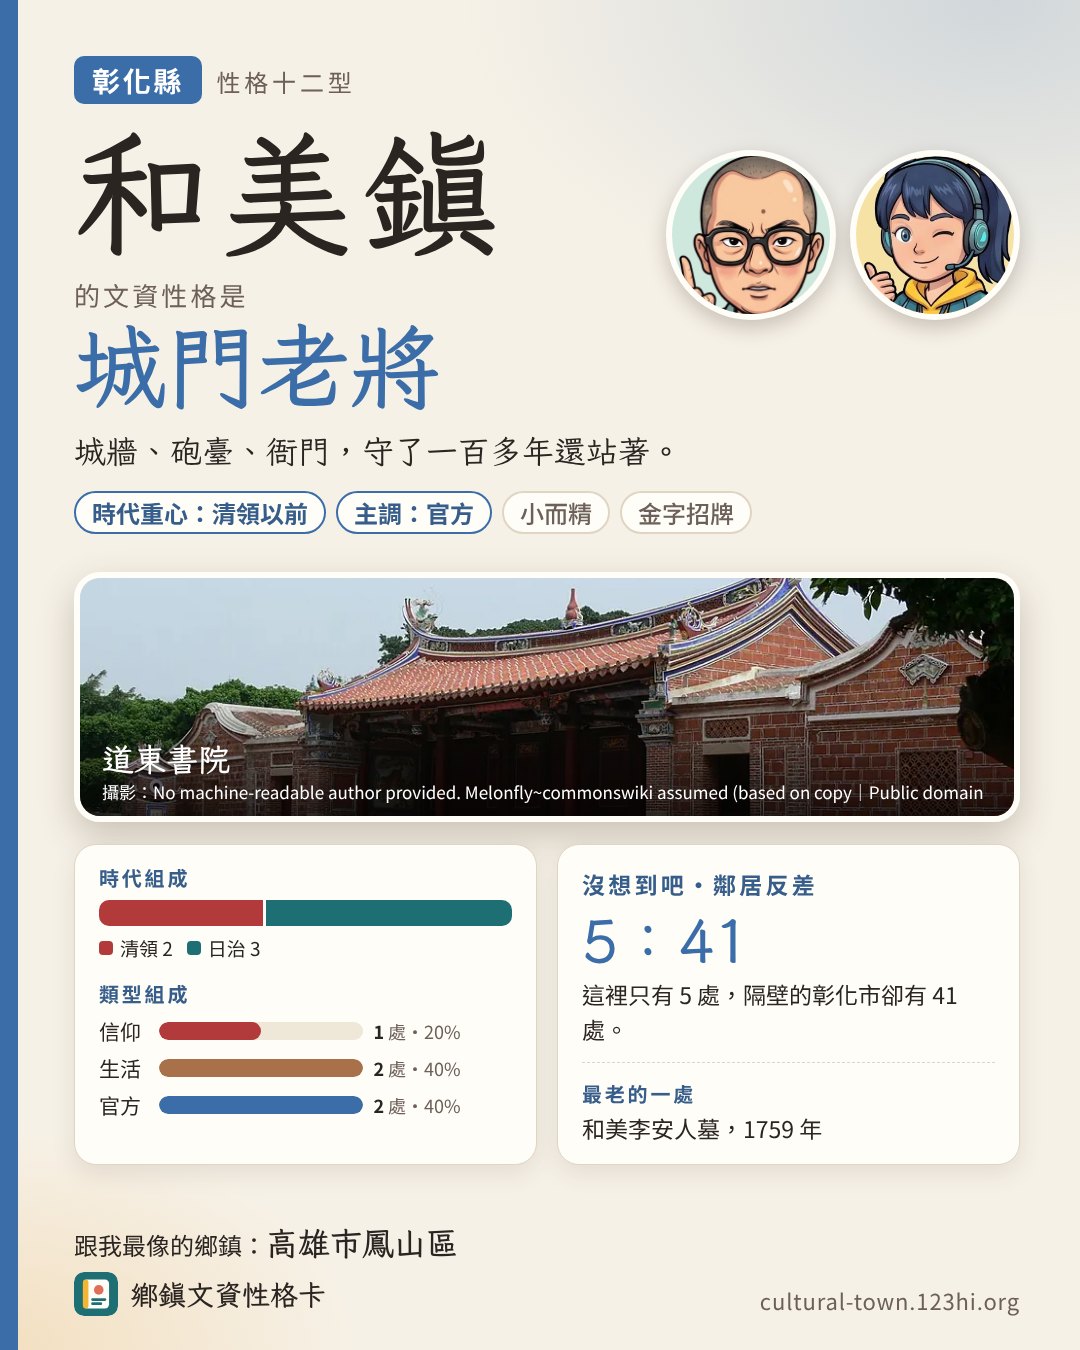 彰化縣 性格十二型
和美鎮
的文資性格是
城門老將
城牆、砲臺、衙門，守了一百多年還站著。
時代重心：清領以前 主調：官方 小而精 金字招牌
道東書院
攝影：No machine-readable author provided. Melonfly~commonswiki assumed (based on copy｜Public domain
時代組成
清領 2 日治 3
類型組成
信仰 1 處・20%
生活 2 處・40%
官方 2 處・40%
沒想到吧・鄰居反差
5：41
這裡只有 5 處，隔壁的彰化市卻有 41
處。
最老的一處
和美李安人墓，1759 年
跟我最像的鄉鎮：高雄市鳳山區
鄉鎮文資性格卡
cultural-town.123hi.org